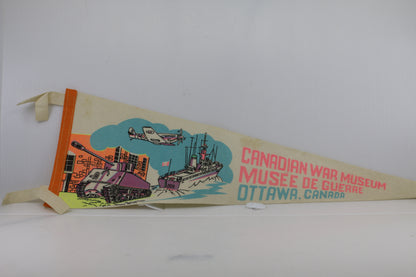 CANADIAN WAR MUSEUM
MUSÉE DE GUERRE
OTTAWA, CANADA